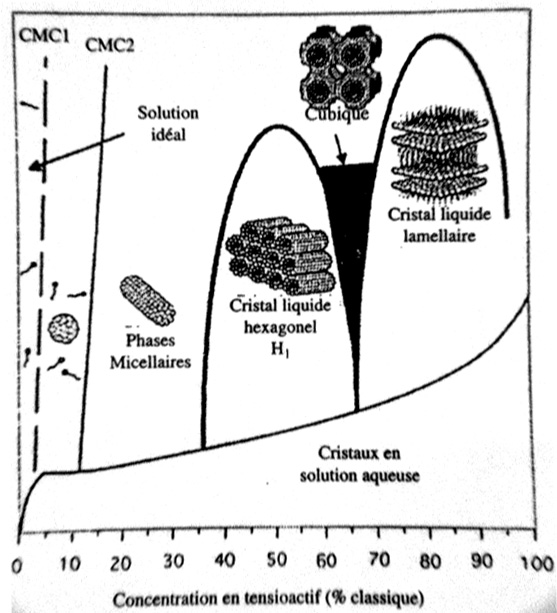 CMC1
CMC2
Solution
idéal
Cubique
Cristal liquide
lamellaire
Cristal liquide
hexagonel
H₁
Phases
Micellaires
Cristaux en
solution aqueuse
0 10 20 30 40 50 60 70 80 90 100
Concentration en tensioactif (% classique)